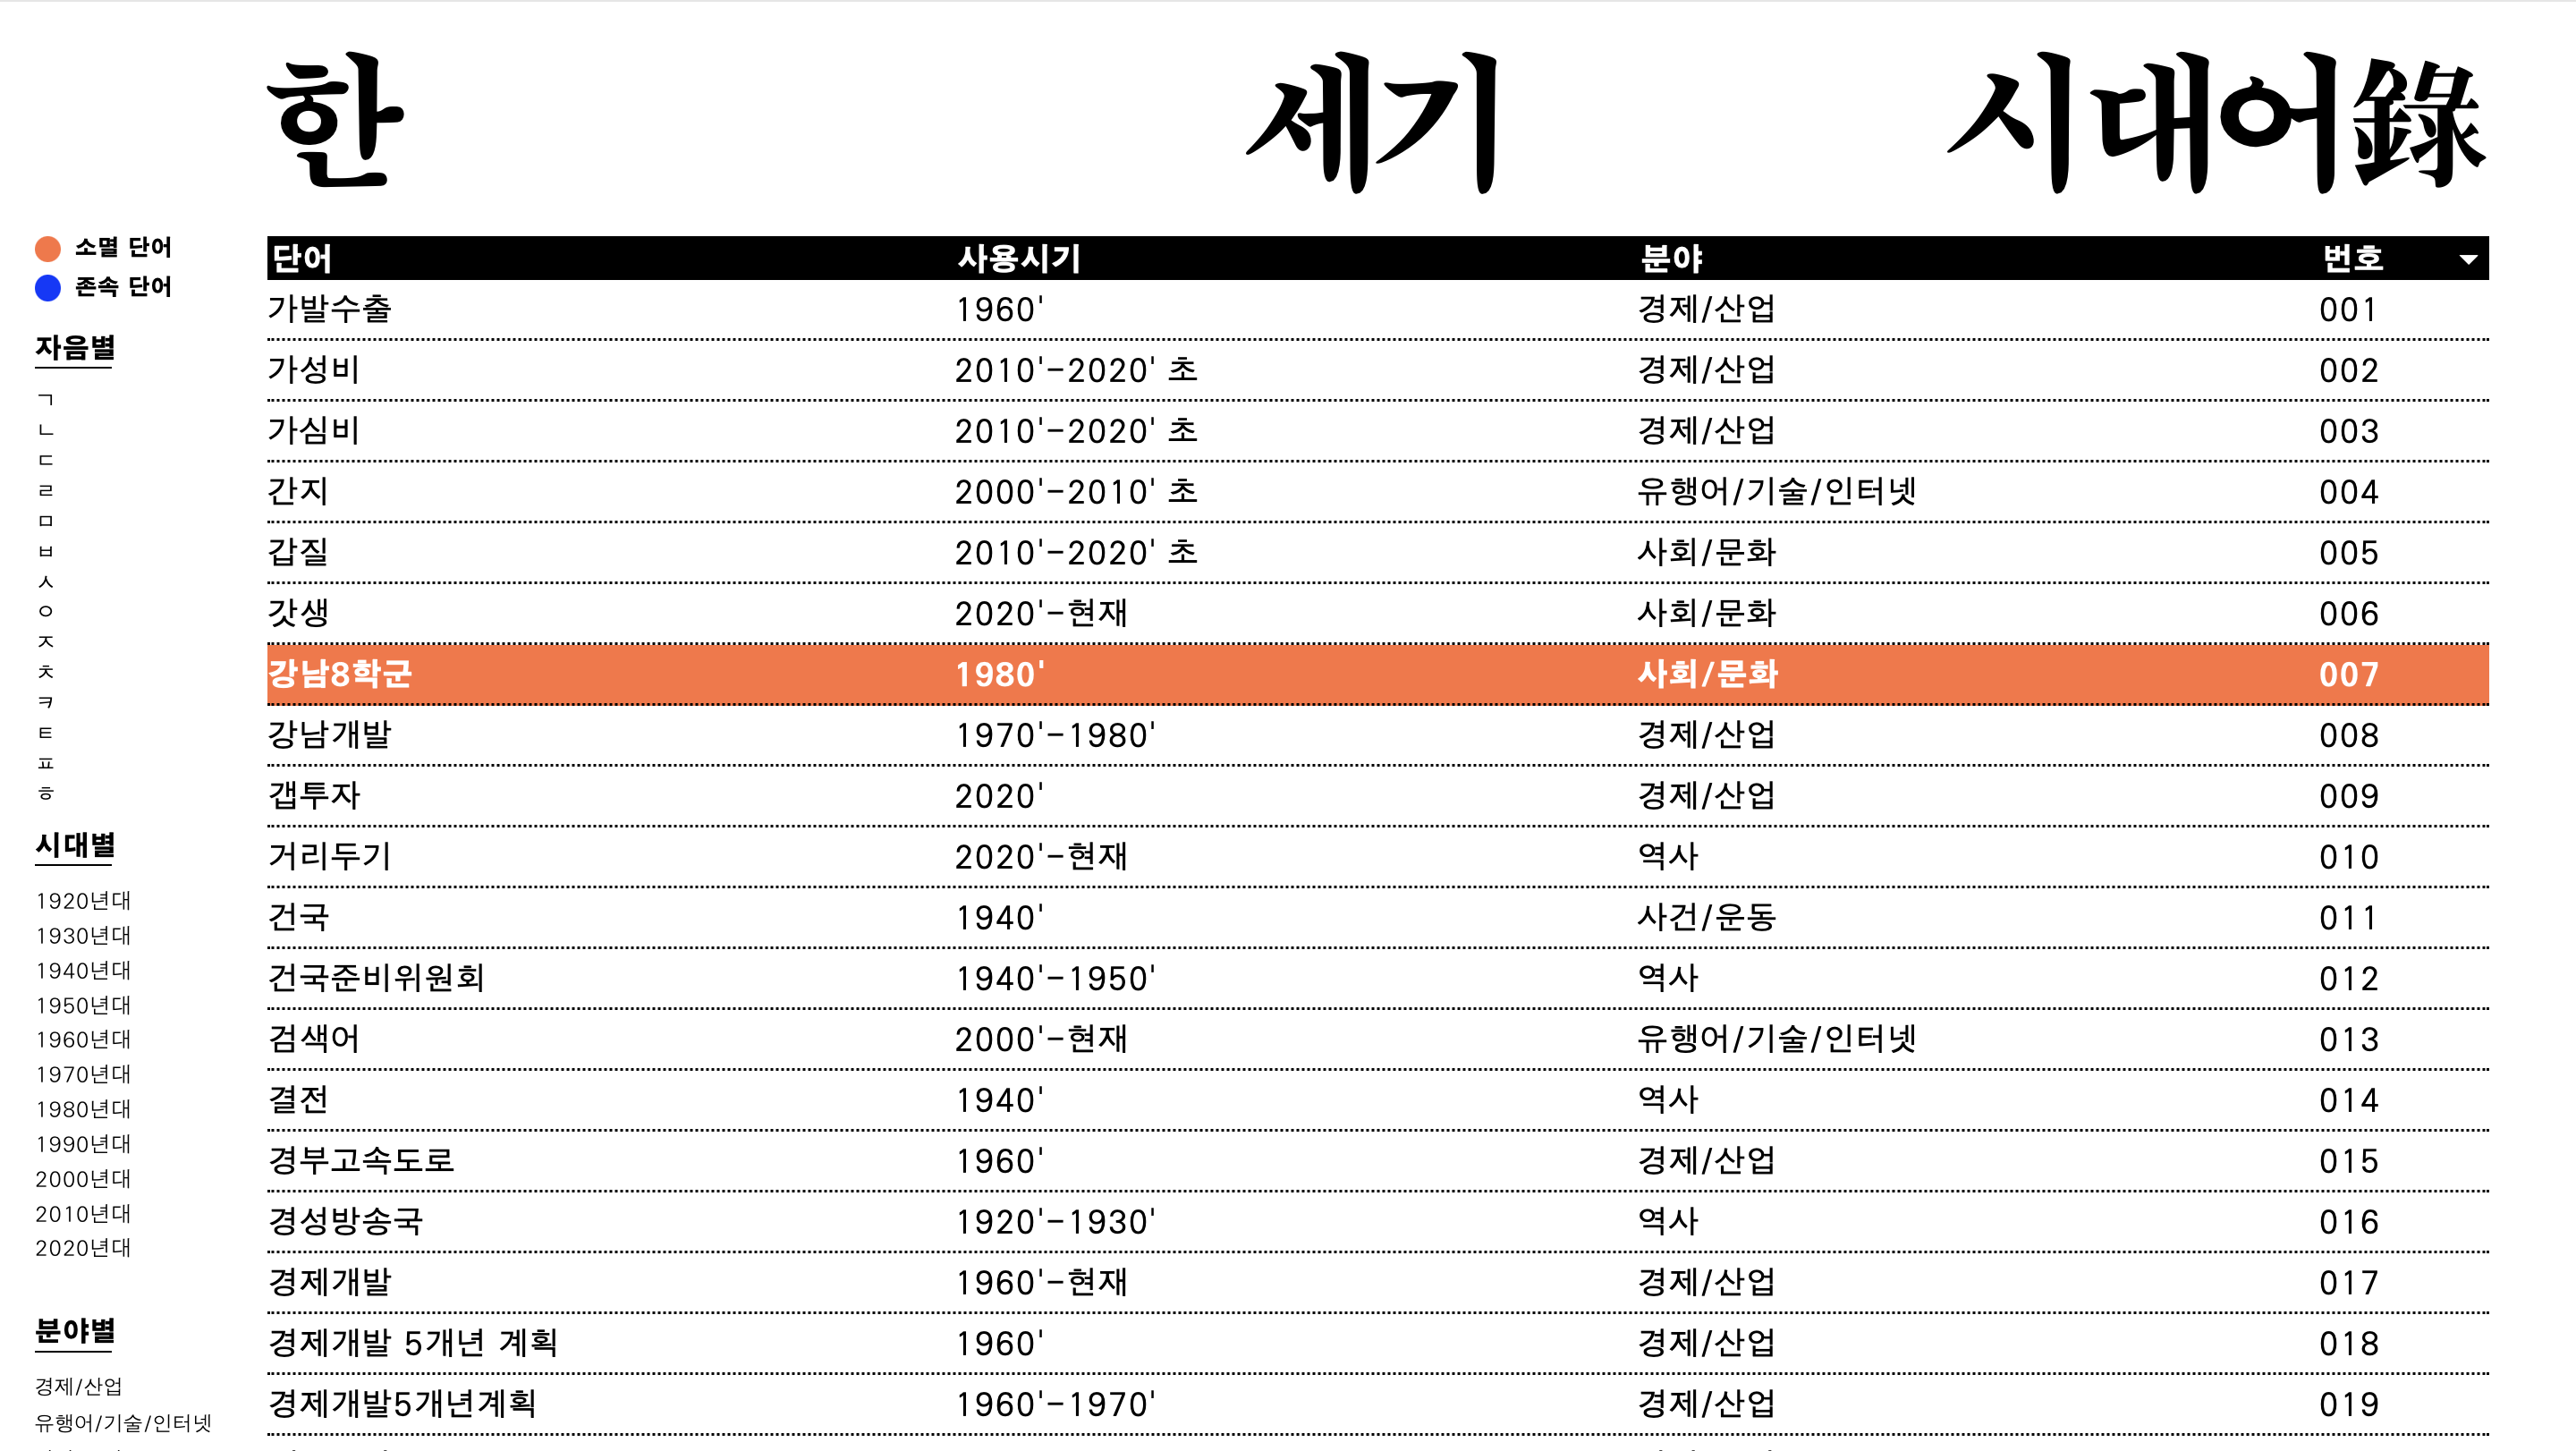 한 세기 시대어錄
소멸 단어
존속 단어
자음별
ㄱ
ㄴ
ㄷ
ㄹ
ㅁ
ㅂ
ㅅ
ㅇ
ㅈ
ㅊ
ㅋ
ㅌ
ㅍ
ㅎ
시대별
1920년대
1930년대
1940년대
1950년대
1960년대
1970년대
1980년대
1990년대
2000년대
2010년대
2020년대
분야별
경제/산업
유행어/기술/인터넷
단어 사용시기 분야 번호
가발수출 1960' 경제/산업 001
가성비 2010'-2020' 초 경제/산업 002
가심비 2010'-2020' 초 경제/산업 003
간지 2000'-2010' 초 유행어/기술/인터넷 004
갑질 2010'-2020' 초 사회/문화 005
갓생 2020'-현재 사회/문화 006
강남8학군 1980' 사회/문화 007
강남개발 1970'-1980' 경제/산업 008
갭투자 2020' 경제/산업 009
거리두기 2020'-현재 역사 010
건국 1940' 사건/운동 011
건국준비위원회 1940'-1950' 역사 012
검색어 2000'-현재 유행어/기술/인터넷 013
결전 1940' 역사 014
경부고속도로 1960' 경제/산업 015
경성방송국 1920'-1930' 역사 016
경제개발 1960'-현재 경제/산업 017
경제개발 5개년 계획 1960' 경제/산업 018
경제개발5개년계획 1960'-1970' 경제/산업 019